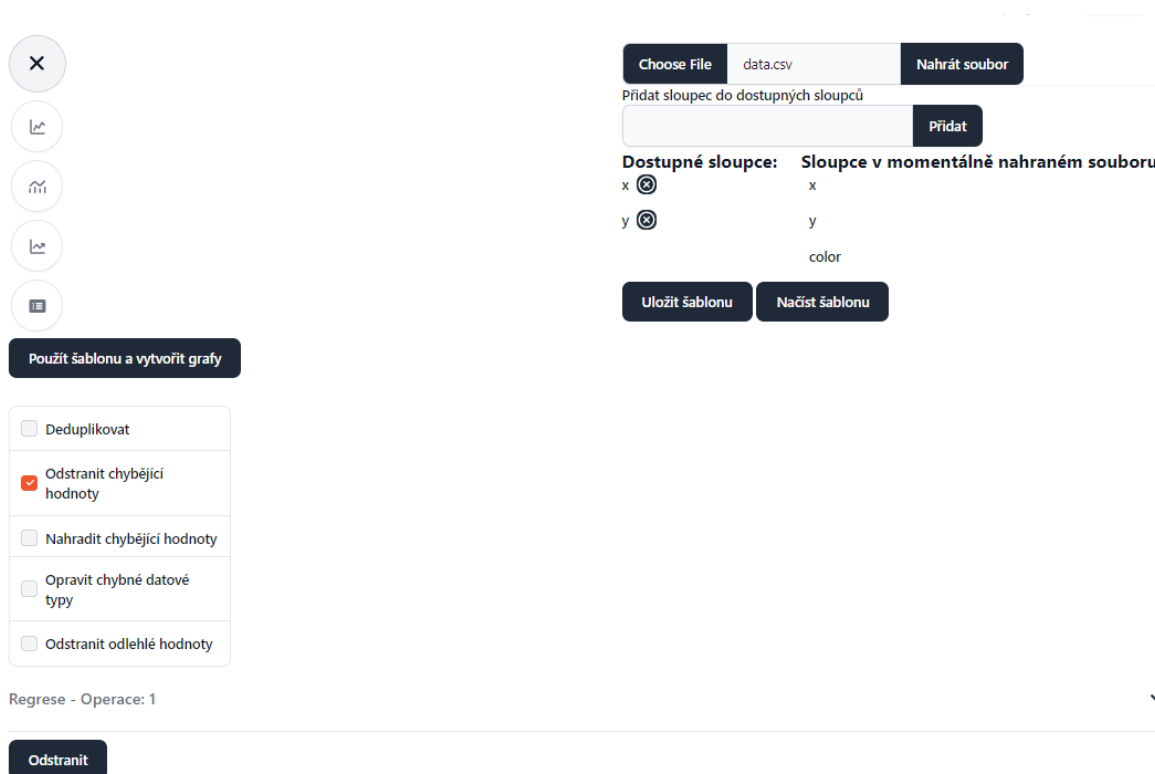 Choose File data.csv Nahrát soubor
Přidat sloupec do dostupných sloupců
Přidat
Dostupné sloupce: Sloupce v momentálně nahraném souboru
x x
y y
color
Uložit šablonu Načíst šablonu
Použít šablonu a vytvořit grafy
Deduplikovat
Odstranit chybějící
hodnoty
Nahradit chybějící hodnoty
Opravit chybné datové
typy
Odstranit odlehlé hodnoty
Regrese - Operace: 1
Odstranit